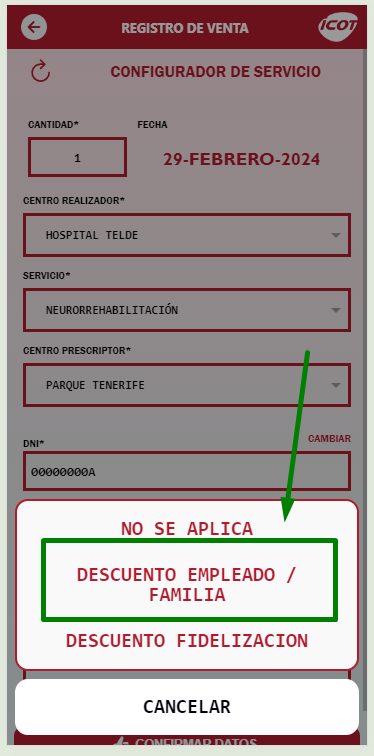 REGISTRO DE VENTA
iCOT
CONFIGURADOR DE SERVICIO
CANTIDAD* FECHA
1 29-FEBRERO-2024
CENTRO REALIZADOR*
HOSPITAL TELDE
SERVICIO*
NEURORREHABILITACIÓN
CENTRO PRESCRIPTOR*
PARQUE TENERIFE
DNI* CAMBIAR
00000000A
NO SE APLICA
DESCUENTO EMPLEADO /
FAMILIA
DESCUENTO FIDELIZACION
CANCELAR
CONFIRMAR DATOS